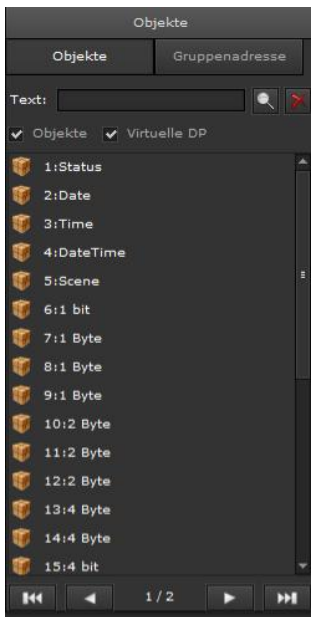 Objekte
Objekte Gruppenadresse
Text:
Objekte Virtuelle DP
1:Status
2:Date
3:Time
4:DateTime
5:Scene
6:1 bit
7:1 Byte
8:1 Byte
9:1 Byte
10:2 Byte
11:2 Byte
12:2 Byte
13:4 Byte
14:4 Byte
15:4 bit
1 / 2